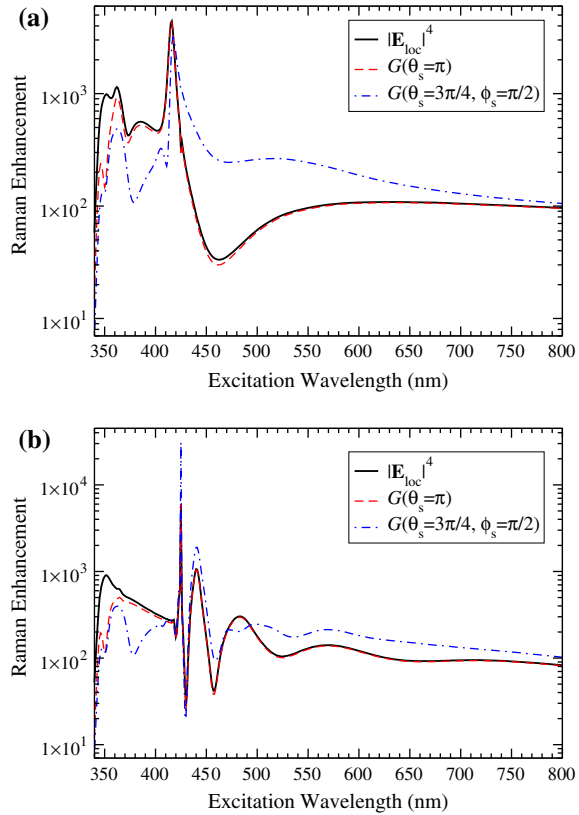 (a)
|E_loc|^4
G(θ_s=π)
G(θ_s=3π/4, ϕ_s=π/2)
1×10^3
1×10^2
1×10^1
Raman Enhancement
350 400 450 500 550 600 650 700 750 800
Excitation Wavelength (nm)
(b)
|E_loc|^4
G(θ_s=π)
G(θ_s=3π/4, ϕ_s=π/2)
1×10^4
1×10^3
1×10^2
1×10^1
Raman Enhancement
350 400 450 500 550 600 650 700 750 800
Excitation Wavelength (nm)